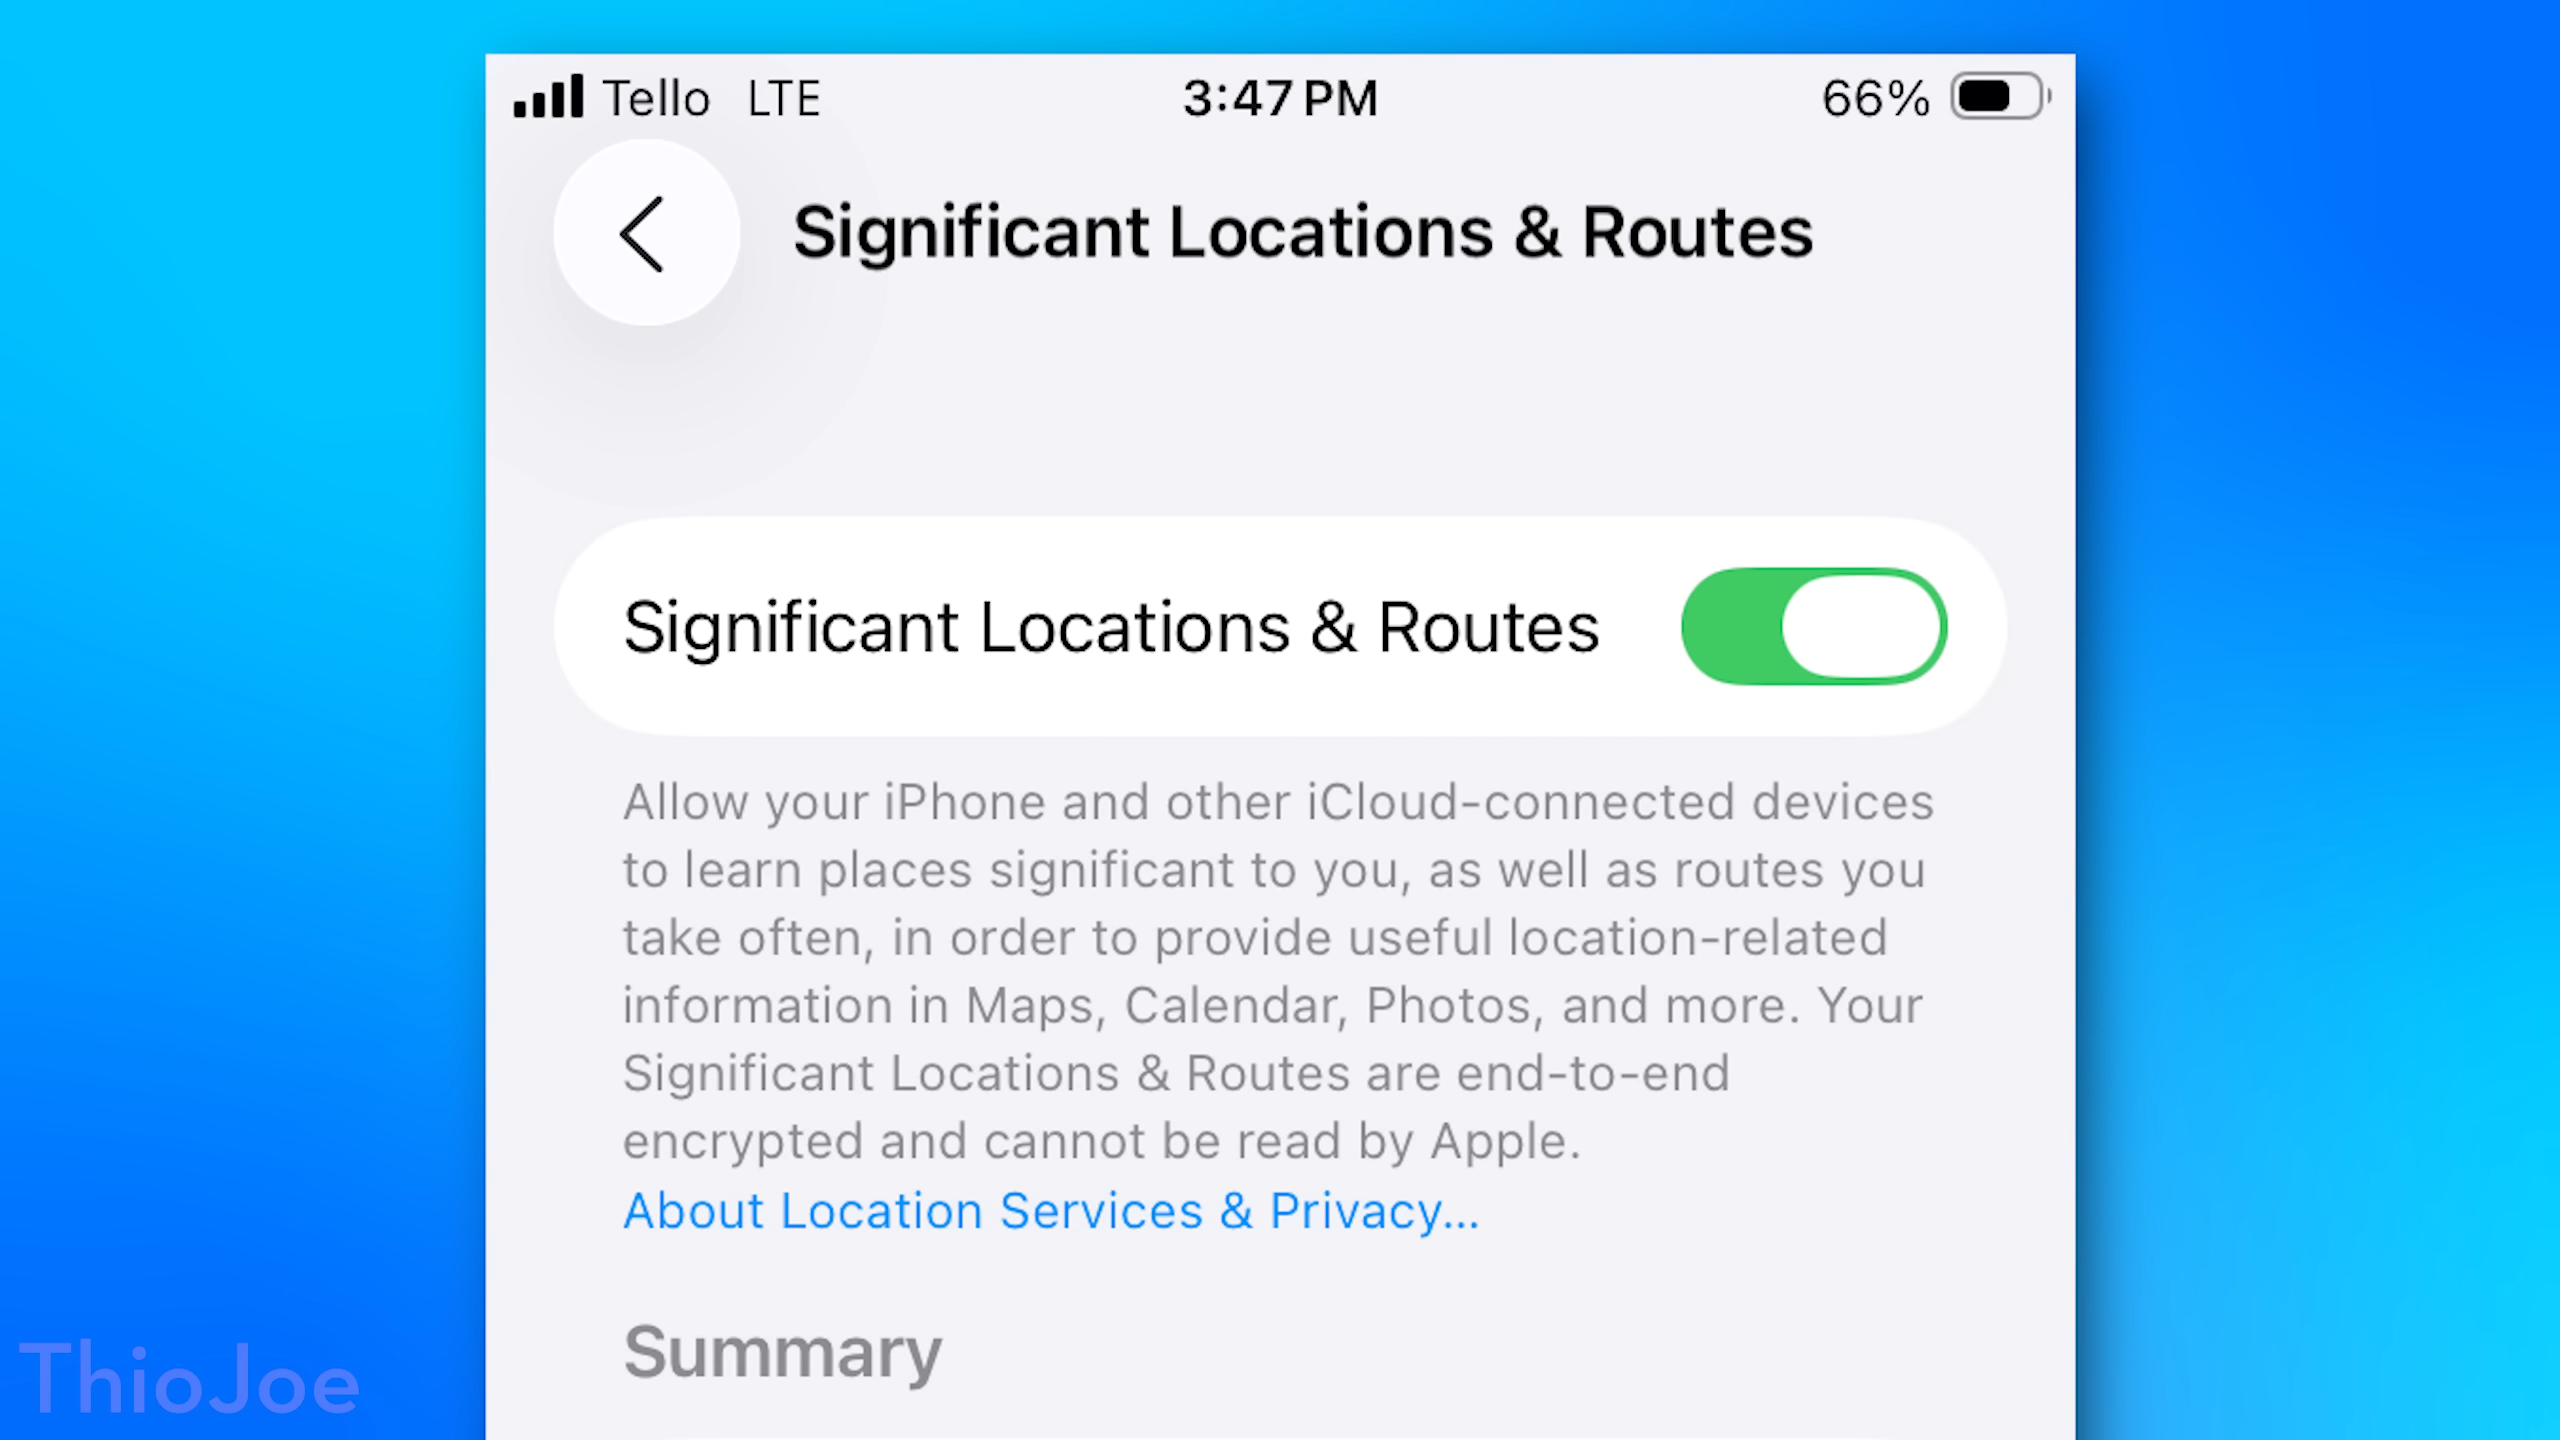 Tello LTE 3:47 PM 66%
Significant Locations & Routes
Significant Locations & Routes
Allow your iPhone and other iCloud-connected devices
to learn places significant to you, as well as routes you
take often, in order to provide useful location-related
information in Maps, Calendar, Photos, and more. Your
Significant Locations & Routes are end-to-end
encrypted and cannot be read by Apple.
About Location Services & Privacy...
Summary
ThioJoe